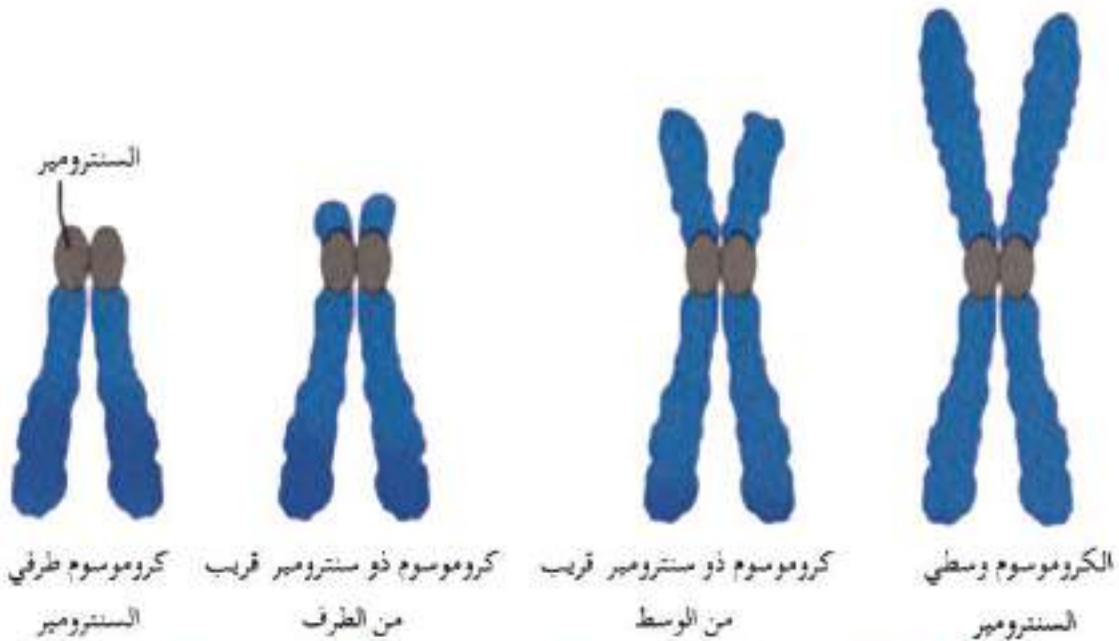 السنترومير
الكروموسوم وسطي
السنترومير
كروموسوم ذو سنترومير قريب
من الوسط
كروموسوم ذو سنترومير قريب
من الطرف
كروموسوم طرفي
السنترومير